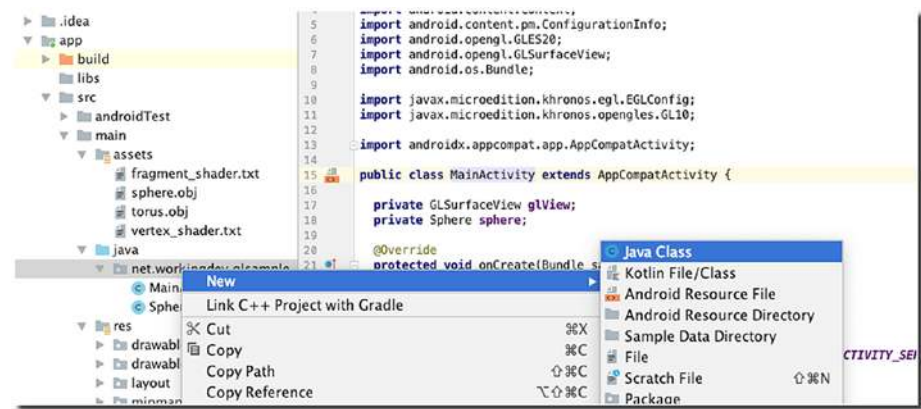 .idea
app
build
libs
src
androidTest
main
assets
fragment_shader.txt
sphere.obj
torus.obj
vertex_shader.txt
java
net.workingdev.glsample
Main
Sphe
res
drawabl
drawabl
layout
5 import android.content.pm.ConfigurationInfo;
6 import android.opengl.GLES20;
7 import android.opengl.GLSurfaceView;
8 import android.os.Bundle;
9
10 import javax.microedition.khronos.egl.EGLConfig;
11 import javax.microedition.khronos.opengles.GL10;
12
13 import androidx.appcompat.app.AppCompatActivity;
14
15 public class MainActivity extends AppCompatActivity {
16
17 private GLSurfaceView glView;
18 private Sphere sphere;
19
20 @Override
21 protected void onCreate(Bundle sa
CTIVITY_SE
New
Link C++ Project with Gradle
Cut ⌘X
Copy ⌘C
Copy Path ⇧⌘C
Copy Reference ⌥⇧⌘C
Java Class
Kotlin File/Class
Android Resource File
Android Resource Directory
Sample Data Directory
File
Scratch File ⇧⌘N
Package